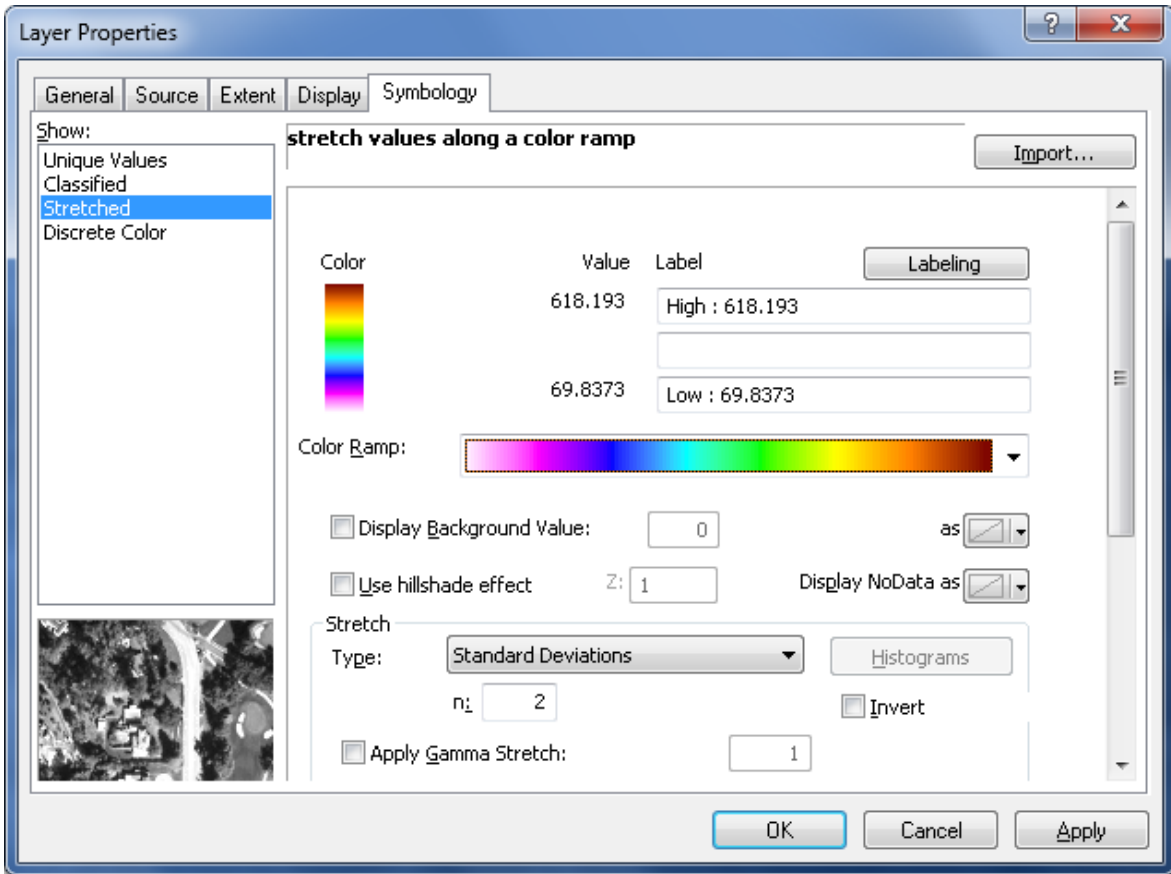 Layer Properties
General Source Extent Display Symbology
Show:
Unique Values
Classified
Stretched
Discrete Color
stretch values along a color ramp
Import...
Color Value Label Labeling
618.193 High : 618.193
69.8373 Low : 69.8373
Color Ramp:
Display Background Value: 0 as
Use hillshade effect Z: 1 Display NoData as
Stretch
Type: Standard Deviations Histograms
n: 2 Invert
Apply Gamma Stretch: 1
OK Cancel Apply